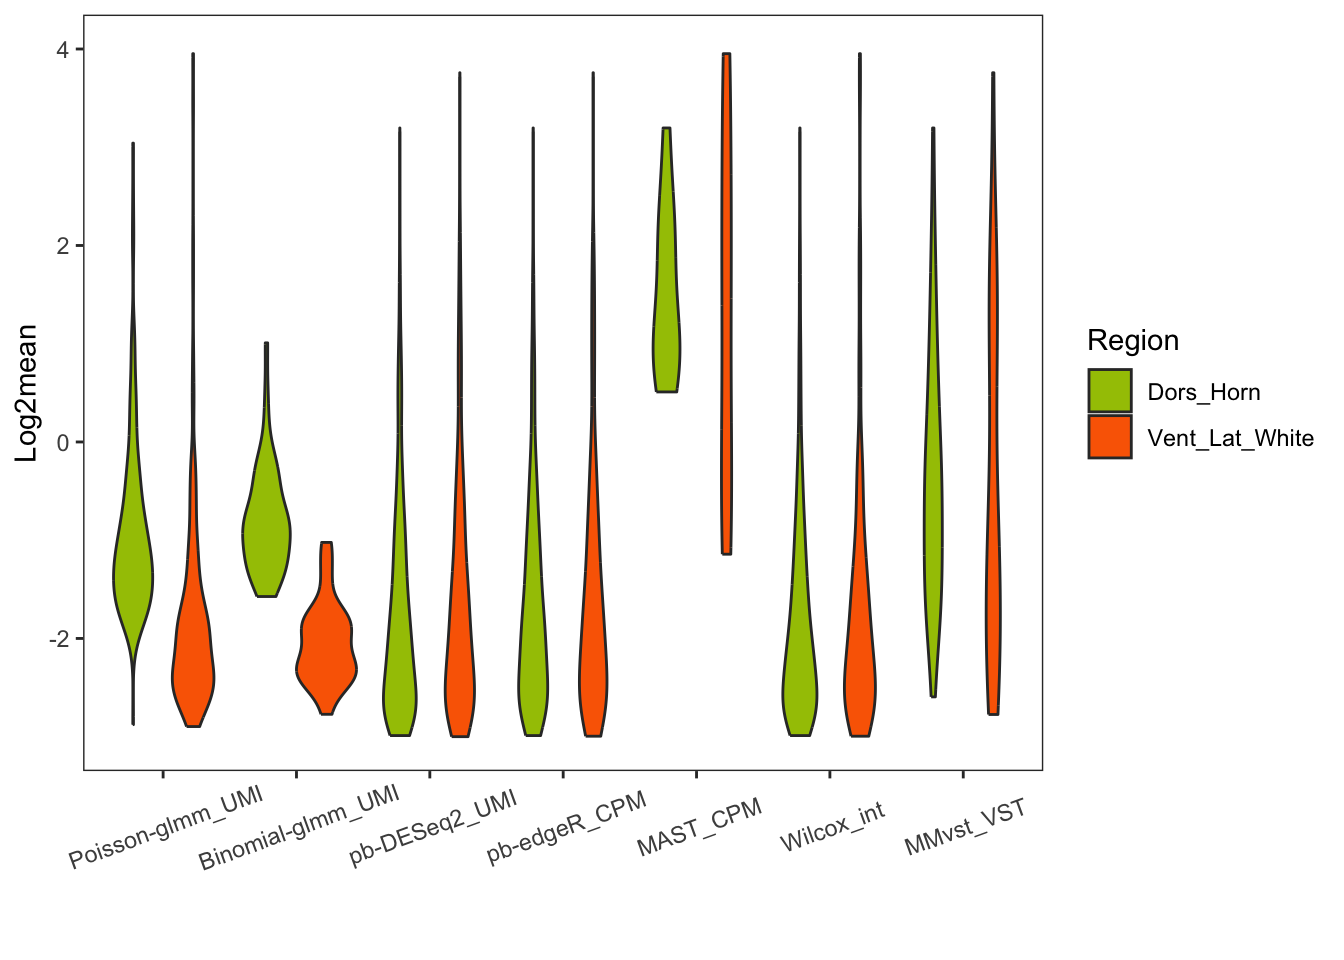 4
2
0
-2
Log2mean
Poisson-glmm_UMI
Binomial-glmm_UMI
pb-DESeq2_UMI
pb-edgeR_CPM
MAST_CPM
Wilcox_int
MMvst_VST
Region
Dors_Horn
Vent_Lat_White